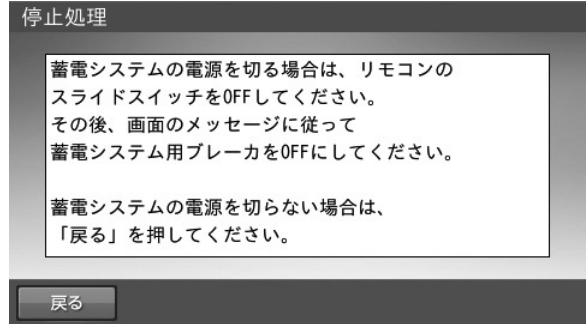 停止処理
蓄電システムの電源を切る場合は、リモコンの
スライドスイッチをOFFしてください。
その後、画面のメッセージに従って
蓄電システム用ブレーカをOFFにしてください。
蓄電システムの電源を切らない場合は、
「戻る」を押してください。
戻る